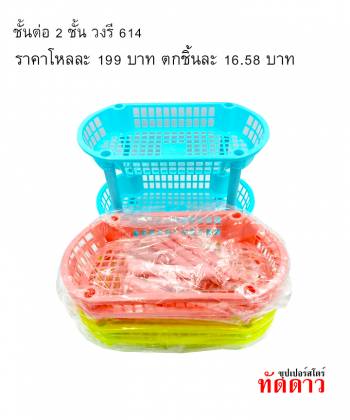 ชั้นต่อ 2 ชั้น วงรี 614
ราคาโหลละ 199 บาท ตกชิ้นละ 16.58 บาท
ซุปเปอร์สโตร์
ทัดดาว